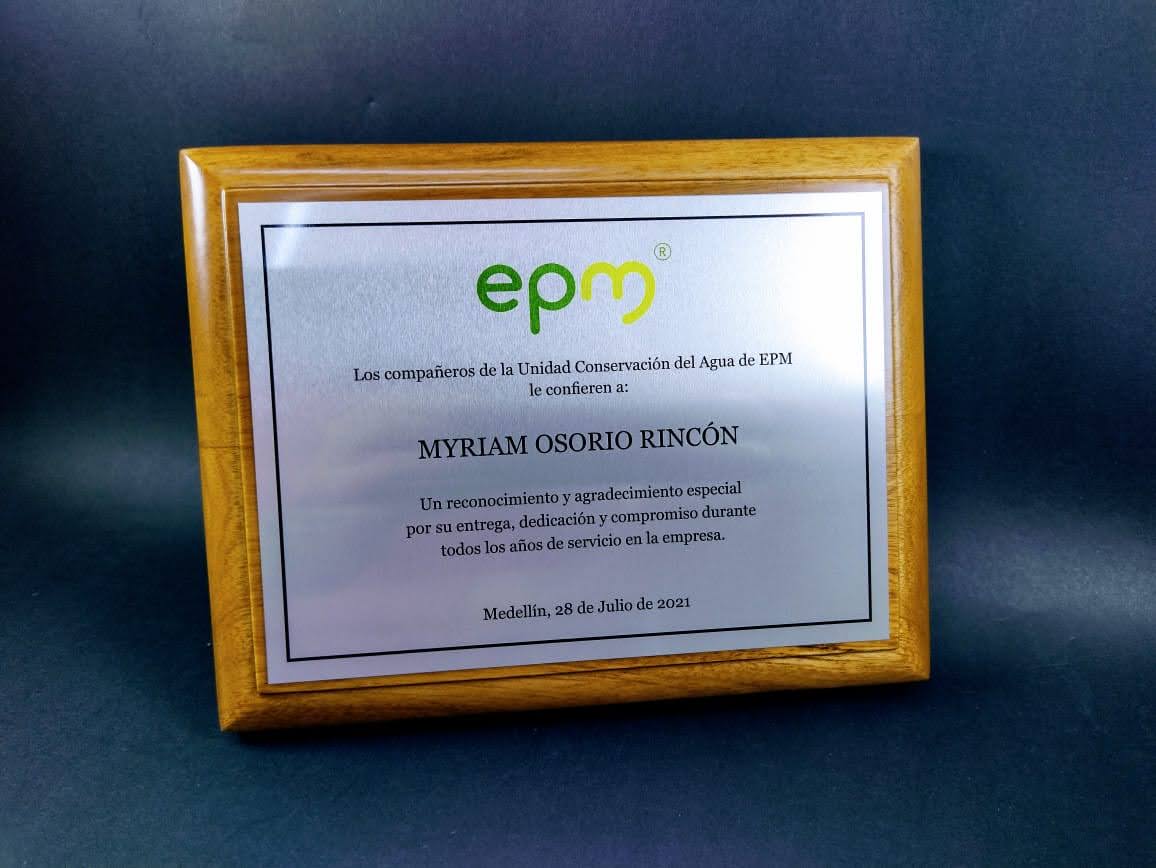 epm®
Los compañeros de la Unidad Conservación del Agua de EPM
le confieren a:
MYRIAM OSORIO RINCÓN
Un reconocimiento y agradecimiento especial
por su entrega, dedicación y compromiso durante
todos los años de servicio en la empresa.
Medellín, 28 de Julio de 2021